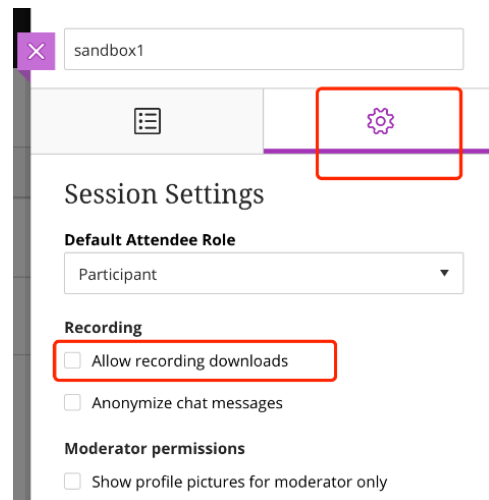 sandbox1
Session Settings
Default Attendee Role
Participant
Recording
Allow recording downloads
Anonymize chat messages
Moderator permissions
Show profile pictures for moderator only